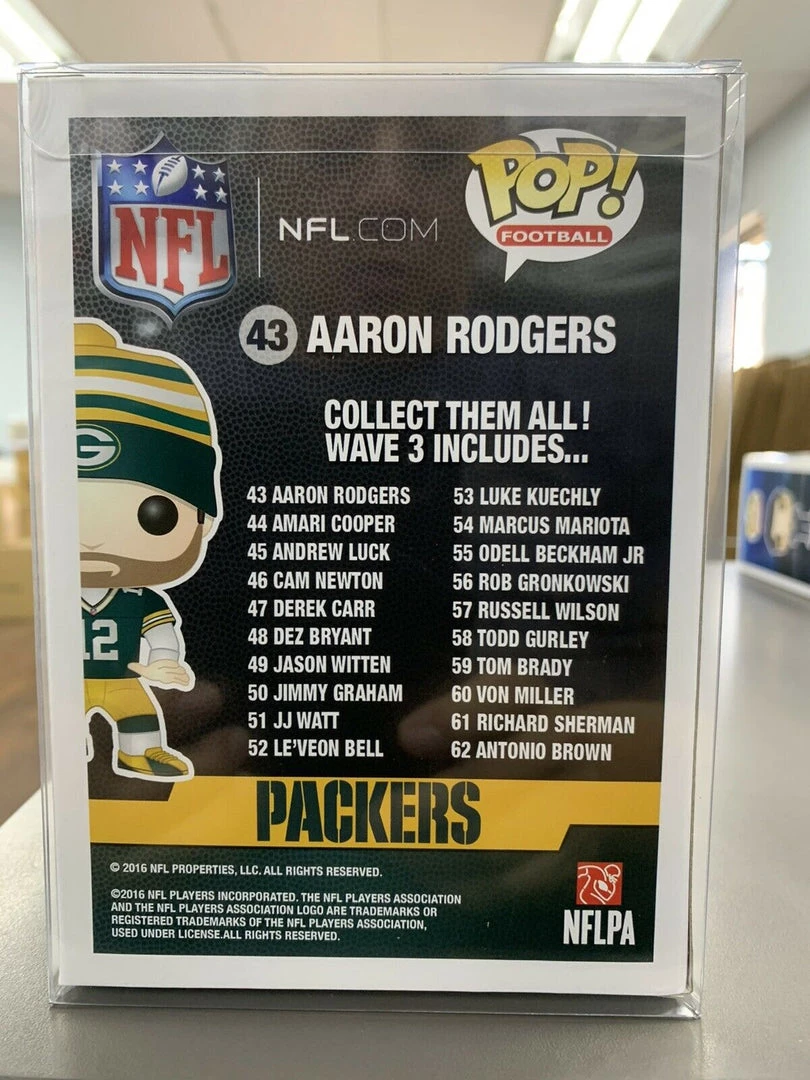 NFL
NFL.COM
POP!
FOOTBALL
43 AARON RODGERS
COLLECT THEM ALL!
WAVE 3 INCLUDES...
43 AARON RODGERS
44 AMARI COOPER
45 ANDREW LUCK
46 CAM NEWTON
47 DEREK CARR
48 DEZ BRYANT
49 JASON WITTEN
50 JIMMY GRAHAM
51 JJ WATT
52 LE'VEON BELL
53 LUKE KUECHLY
54 MARCUS MARIOTA
55 ODELL BECKHAM JR
56 ROB GRONKOWSKI
57 RUSSELL WILSON
58 TODD GURLEY
59 TOM BRADY
60 VON MILLER
61 RICHARD SHERMAN
62 ANTONIO BROWN
G
12
PACKERS
© 2016 NFL PROPERTIES, LLC. ALL RIGHTS RESERVED.
©2016 NFL PLAYERS INCORPORATED. THE NFL PLAYERS ASSOCIATION
AND THE NFL PLAYERS ASSOCIATION LOGO ARE TRADEMARKS OR
REGISTERED TRADEMARKS OF THE NFL PLAYERS ASSOCIATION,
USED UNDER LICENSE.ALL RIGHTS RESERVED.
NFLPA